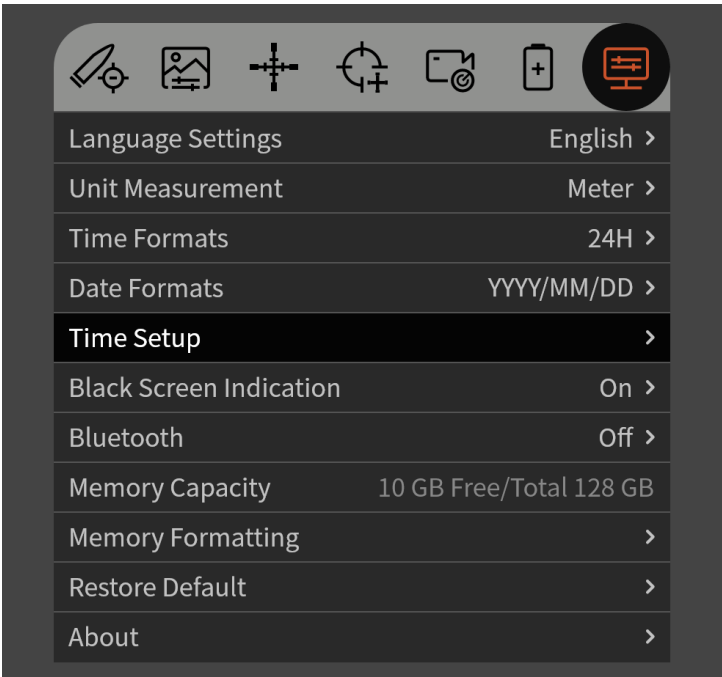 Language Settings English >
Unit Measurement Meter >
Time Formats 24H >
Date Formats YYYY/MM/DD >
Time Setup >
Black Screen Indication On >
Bluetooth Off >
Memory Capacity 10 GB Free/Total 128 GB
Memory Formatting >
Restore Default >
About >